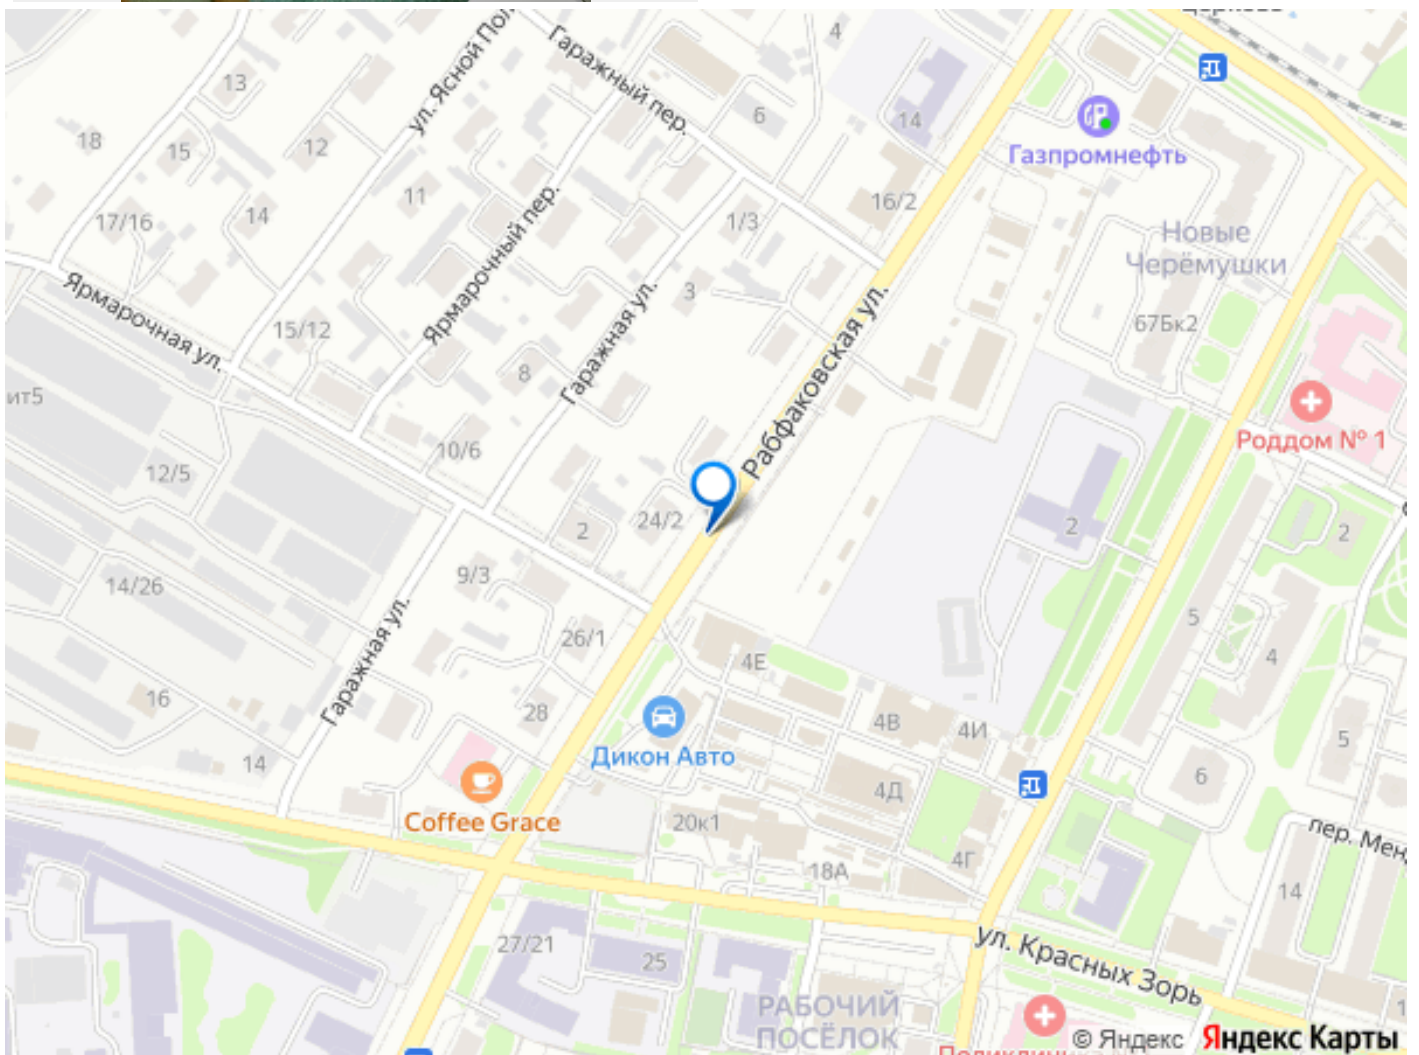 Гаражный пер.
4
13
ул. Ясной Пол
6
14
18
15
12
Газпромнефть
11
16/2
17/16
14
1/3
Новые
Черёмушки
Ярмарочный пер.
Ярмарочная ул.
3
15/12
Гаражная ул.
Рабфаковская ул.
67Бк2
8
ит5
Роддом № 1
10/6
12/5
2
24/2
2
2
9/3
14/26
5
26/1
4
4Е
Гаражная ул.
16
28
4В
4И
5
Дикон Авто
14
6
4Д
Coffee Grace
20к1
пер. Мен
4Г
18А
14
27/21
25
ул. Красных Зорь
РАБОЧИЙ
ПОСЁЛОК
1
© Яндекс Яндекс Карты